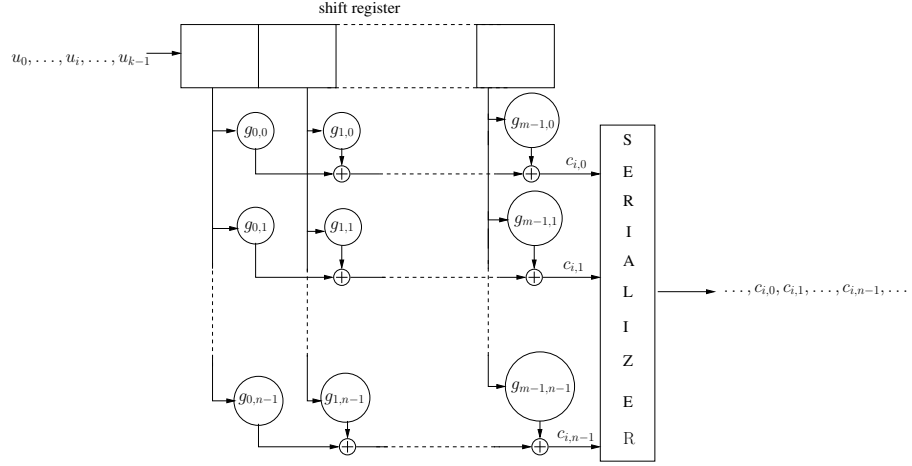 shift register
u_0, . . . , u_i, . . . , u_{k−1}
g_{0,0} g_{1,0} g_{m−1,0}
⊕ ⊕ c_{i,0}
g_{0,1} g_{1,1} g_{m−1,1}
⊕ ⊕ c_{i,1}
. . . , c_{i,0}, c_{i,1}, . . . , c_{i,n−1}, . . .
g_{0,n−1} g_{1,n−1} g_{m−1,n−1}
⊕ ⊕ c_{i,n−1}
S
E
R
I
A
L
I
Z
E
R